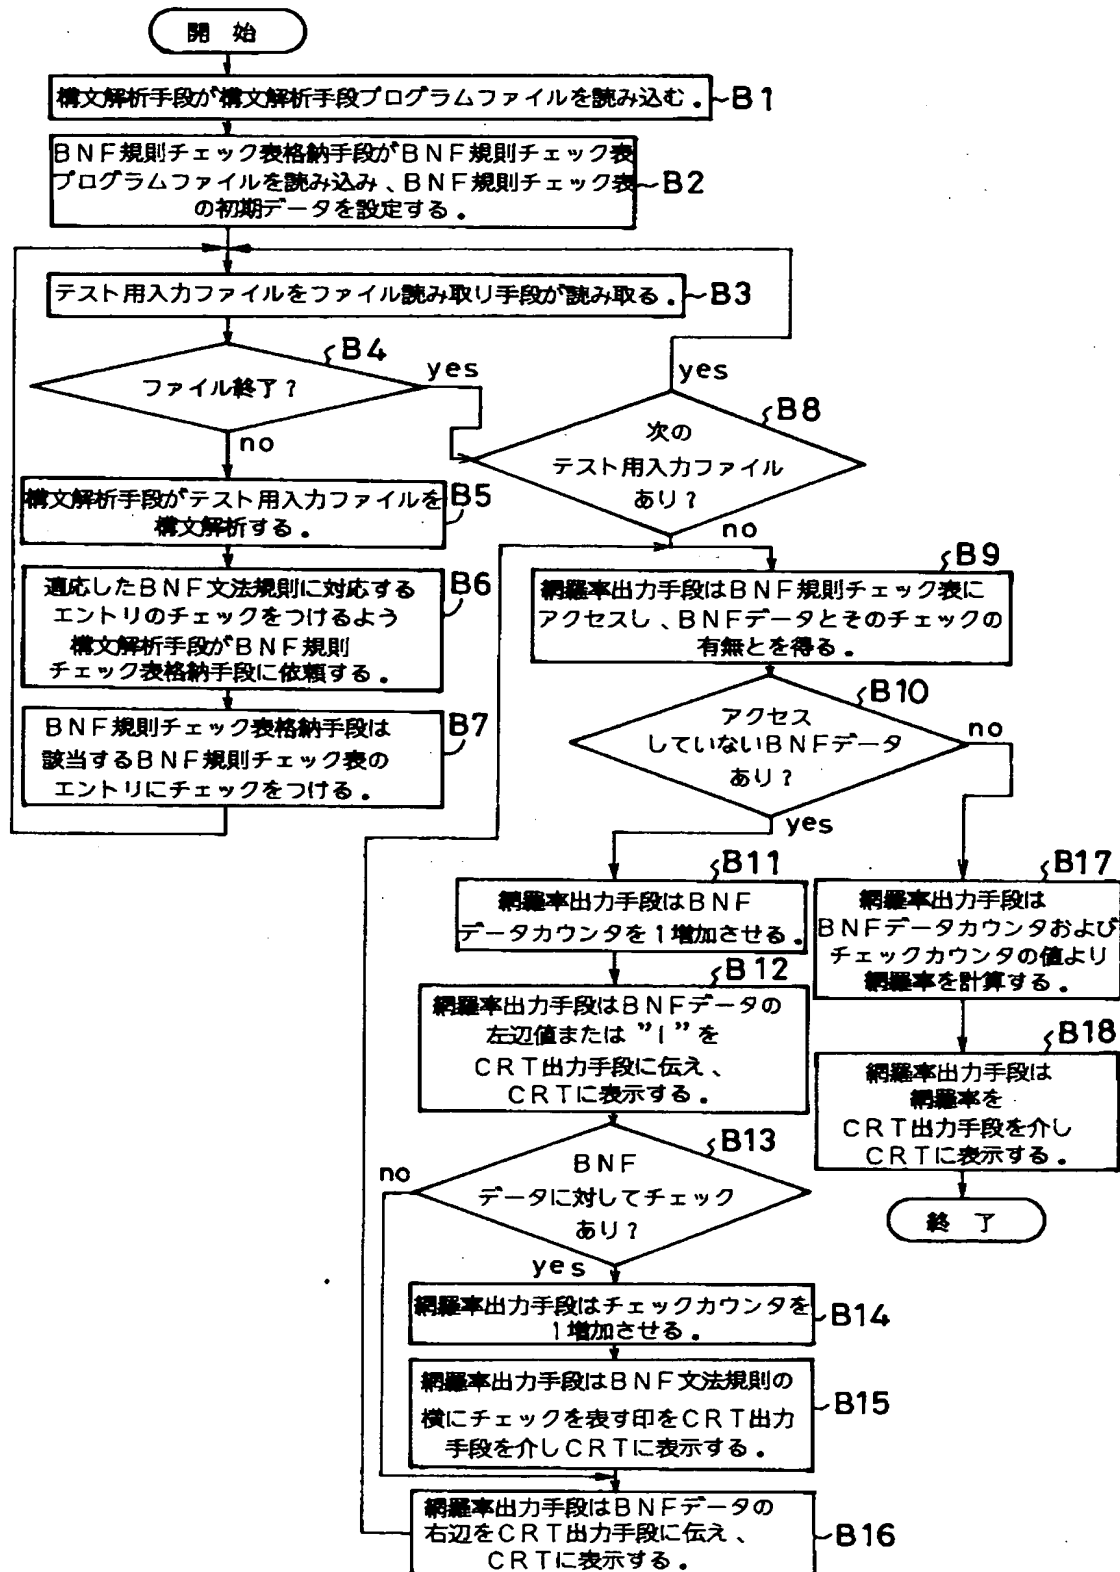 開 始
構文解析手段が構文解析手段プログラムファイルを読み込む。
B1
BNF規則チェック表格納手段がBNF規則チェック表
プログラムファイルを読み込み、BNF規則チェック表
の初期データを設定する。
B2
テスト用入力ファイルをファイル読み取り手段が読み取る。
B3
B4
ファイル終了?
yes
no
構文解析手段がテスト用入力ファイルを
構文解析する。
B5
適応したBNF文法規則に対応する
エントリのチェックをつけるよう
構文解析手段がBNF規則
チェック表格納手段に依頼する。
B6
BNF規則チェック表格納手段は
該当するBNF規則チェック表の
エントリにチェックをつける。
B7
yes
B8
次の
テスト用入力ファイル
あり?
no
B9
網羅率出力手段はBNF規則チェック表に
アクセスし、BNFデータとそのチェックの
有無とを得る。
B10
アクセス
していないBNFデータ
あり?
no
yes
B11
網羅率出力手段はBNF
データカウンタを1増加させる。
B12
網羅率出力手段はBNFデータの
左辺値または"|"を
CRT出力手段に伝え、
CRTに表示する。
B13
BNF
データに対してチェック
あり?
no
yes
網羅率出力手段はチェックカウンタを
1増加させる。
B14
網羅率出力手段はBNF文法規則の
横にチェックを表す印をCRT出力
手段を介しCRTに表示する。
B15
網羅率出力手段はBNFデータの
右辺をCRT出力手段に伝え、
CRTに表示する。
B16
B17
網羅率出力手段は
BNFデータカウンタおよび
チェックカウンタの値より
網羅率を計算する。
B18
網羅率出力手段は
網羅率を
CRT出力手段を介し
CRTに表示する。
終 了